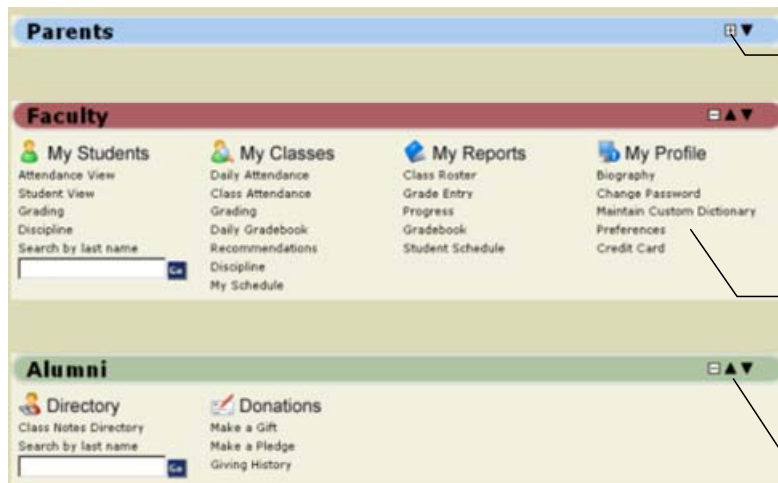 Parents
Faculty
My Students
Attendance View
Student View
Grading
Discipline
Search by last name
Go
My Classes
Daily Attendance
Class Attendance
Grading
Daily Gradebook
Recommendations
Discipline
My Schedule
My Reports
Class Roster
Grade Entry
Progress
Gradebook
Student Schedule
My Profile
Biography
Change Password
Maintain Custom Dictionary
Preferences
Credit Card
Alumni
Directory
Class Notes Directory
Search by last name
Go
Donations
Make a Gift
Make a Pledge
Giving History